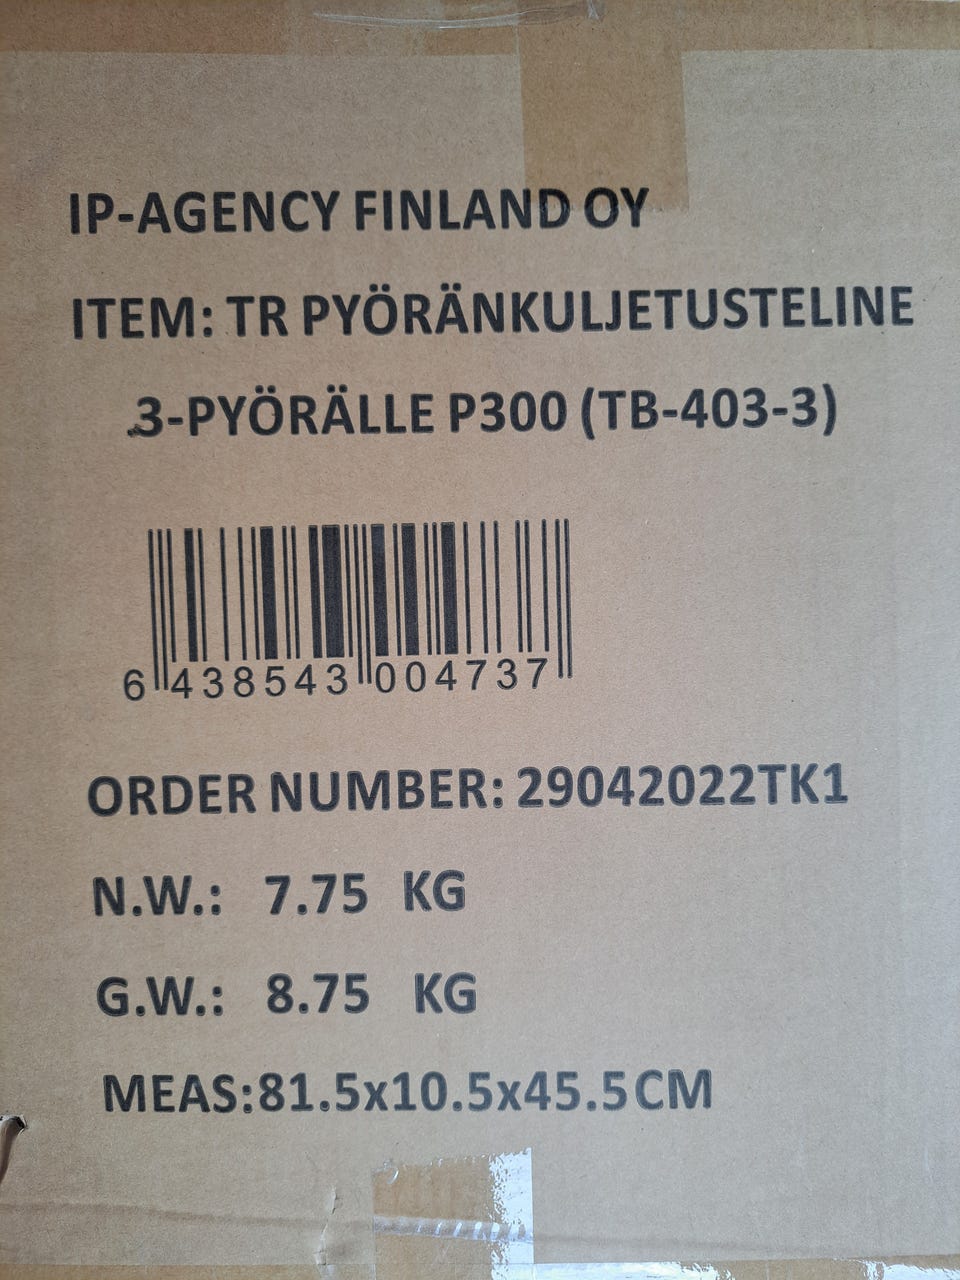 IP-AGENCY FINLAND OY
ITEM: TR PYÖRÄNKULJETUSTELINE
3-PYÖRÄLLE P300 (TB-403-3)
6 438543 004737
ORDER NUMBER: 29042022TK1
N.W.: 7.75 KG
G.W.: 8.75 KG
MEAS:81.5x10.5x45.5CM